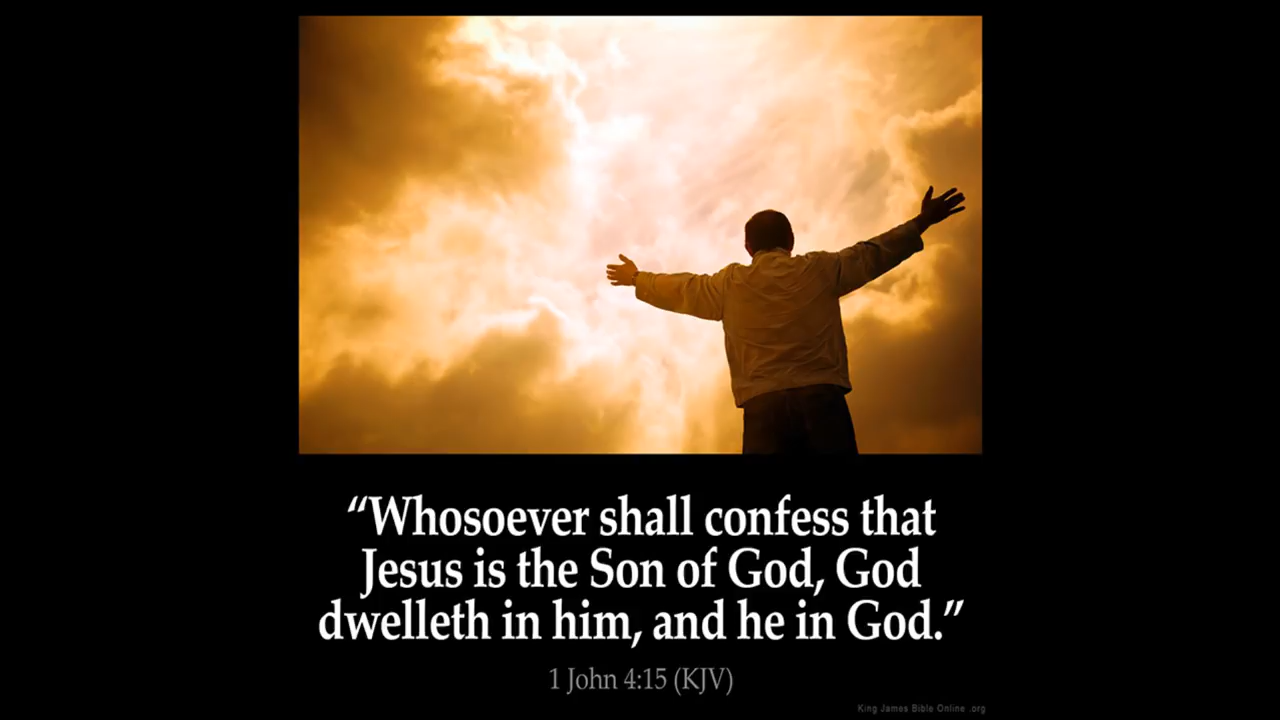 “Whosoever shall confess that
Jesus is the Son of God, God
dwelleth in him, and he in God.”
1 John 4:15 (KJV)
King James Bible Online .org